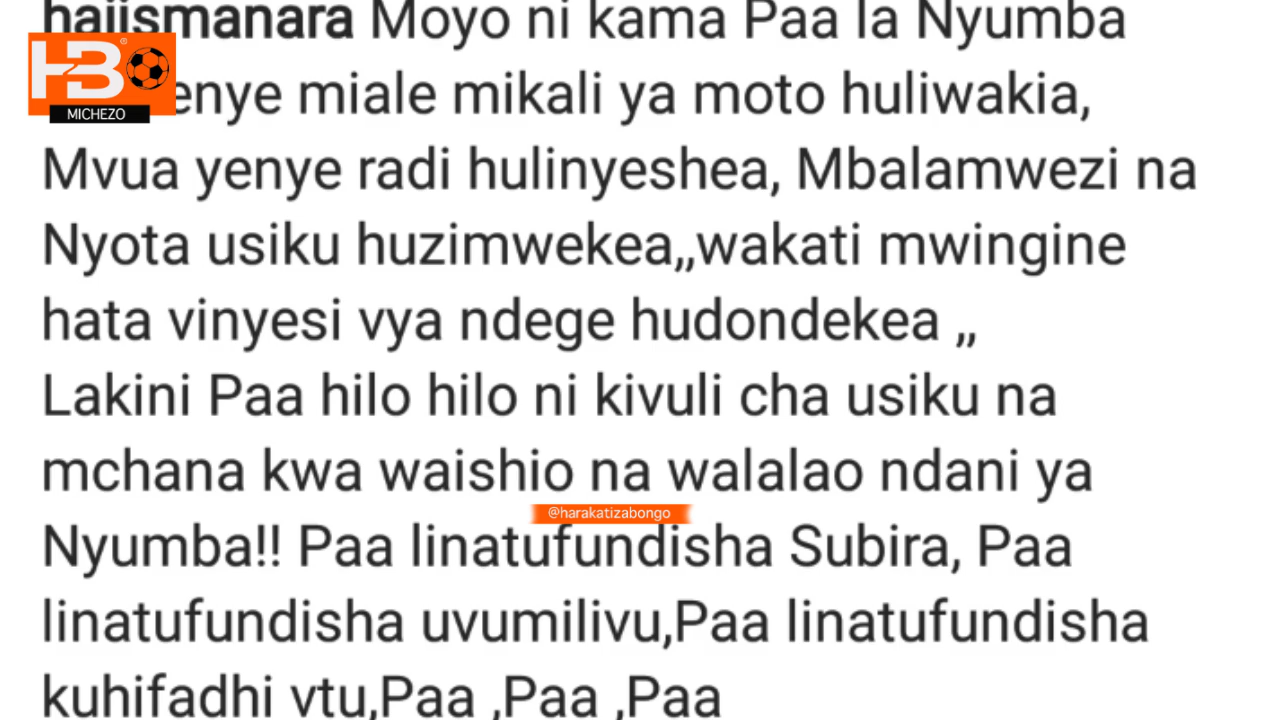 hajismanara Moyo ni kama Paa la Nyumba
HBO
MICHEZO
miale mikali ya moto huliwakia,
Mvua yenye radi hulinyeshea, Mbalamwezi na
Nyota usiku huzimwekea,,wakati mwingine
hata vinyesi vya ndege hudondekea ,,
Lakini Paa hilo hilo ni kivuli cha usiku na
mchana kwa waishio na walalao ndani ya
@harakatizabongo
Nyumba!! Paa linatufundisha Subira, Paa
linatufundisha uvumilivu,Paa linatufundisha
kuhifadhi vtu,Paa ,Paa ,Paa